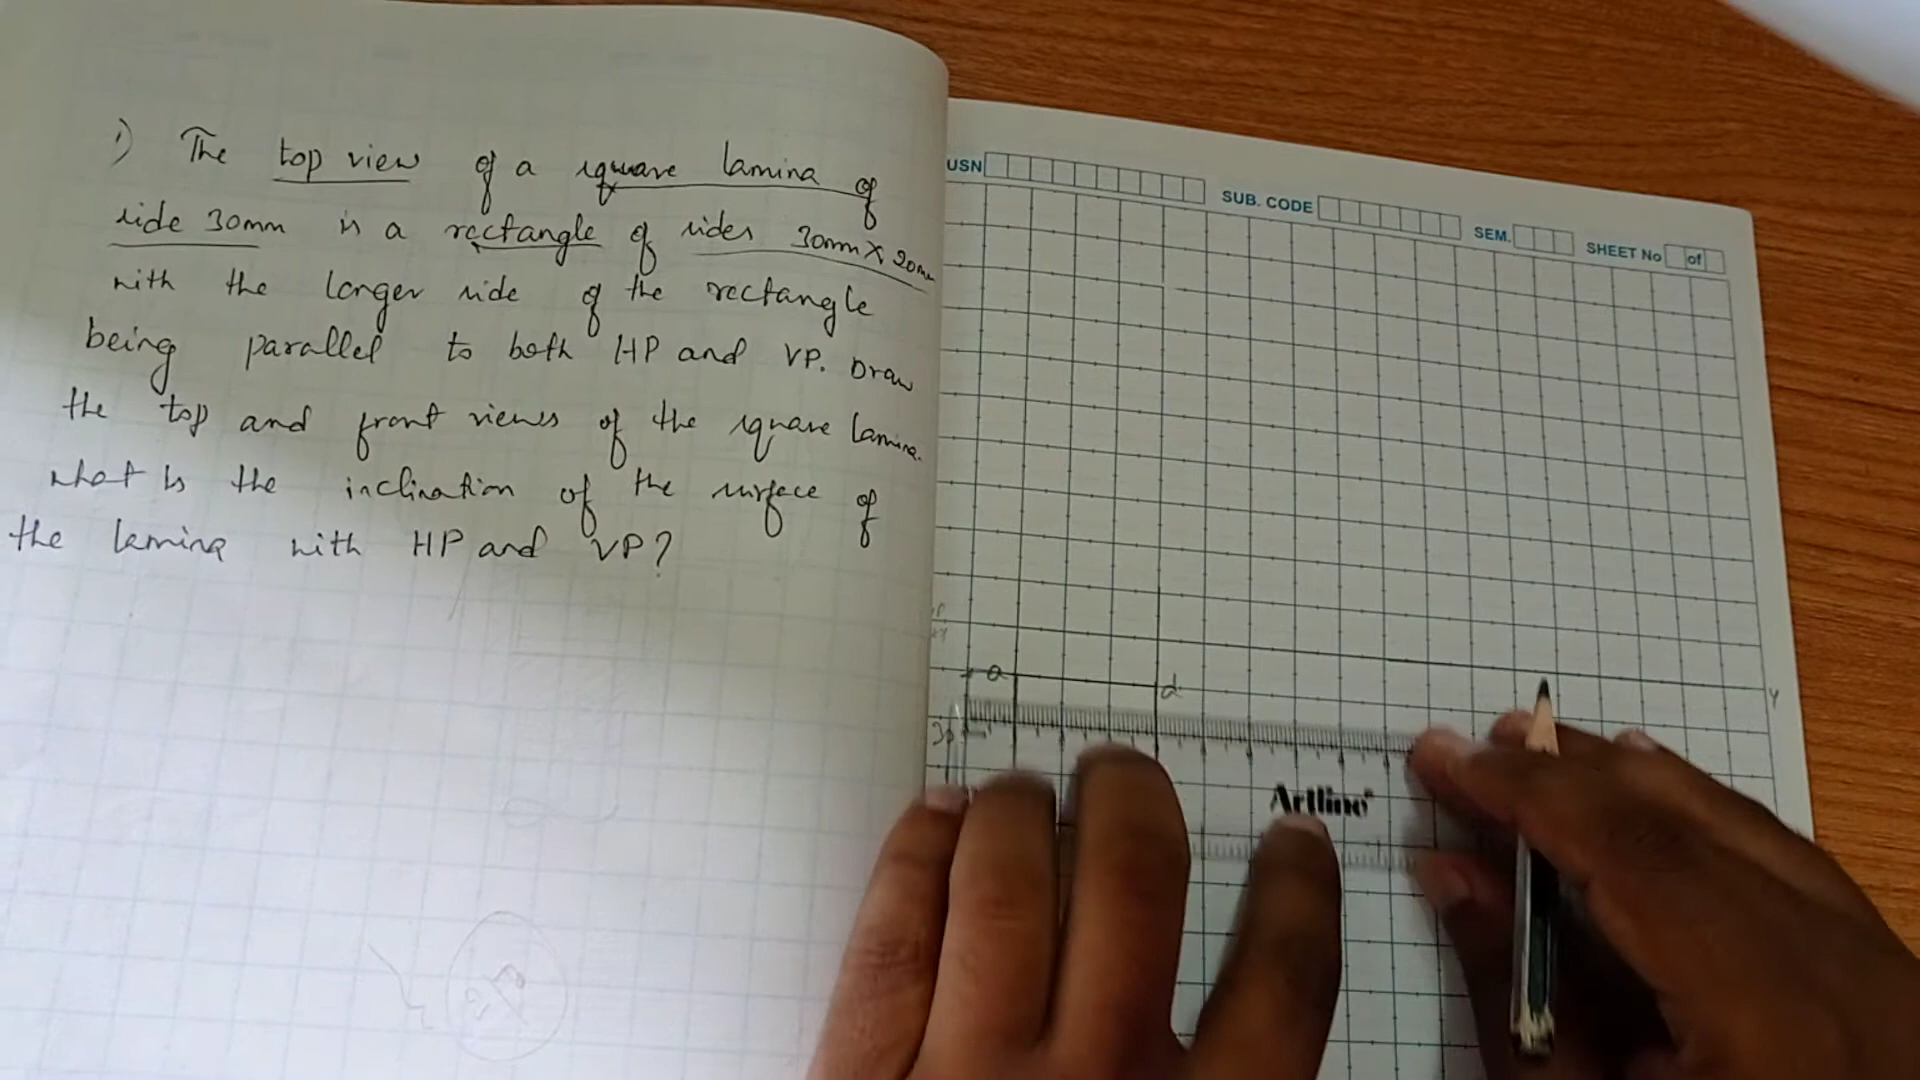 1) The top view of a square lamina of
side 30mm is a rectangle of sides 30mm X 20mm
with the longer side of the rectangle
being parallel to both HP and VP. Draw
the top and front views of the square lamina.
what is the inclination of the surface of
the lamina with HP and VP?
USN
SUB. CODE
SEM.
SHEET No of
a
d
Y
30
Artline